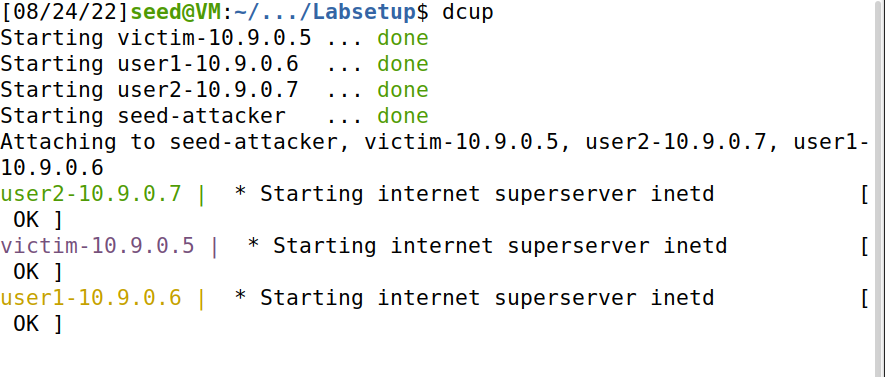 [08/24/22]seed@VM:~/.../Labsetup$ dcup
Starting victim-10.9.0.5 ... done
Starting user1-10.9.0.6  ... done
Starting user2-10.9.0.7  ... done
Starting seed-attacker   ... done
Attaching to seed-attacker, victim-10.9.0.5, user2-10.9.0.7, user1-
10.9.0.6
user2-10.9.0.7 |  * Starting internet superserver inetd           [
 OK ]
victim-10.9.0.5 |  * Starting internet superserver inetd          [
 OK ]
user1-10.9.0.6 |  * Starting internet superserver inetd           [
 OK ]